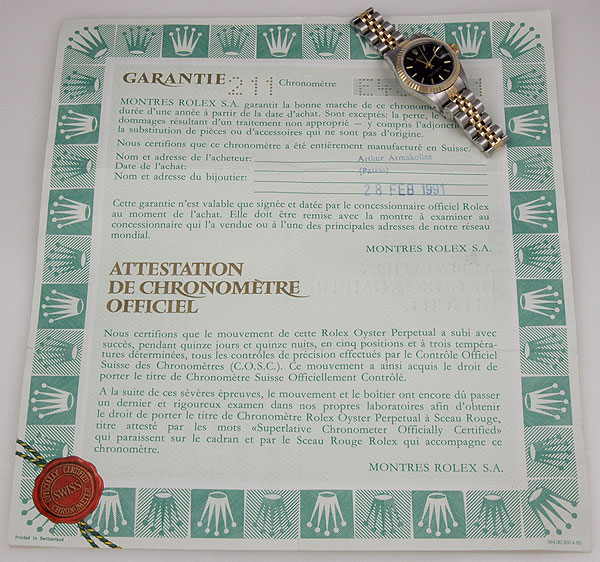 GARANTIE 211 Chronomètre
MONTRES ROLEX S.A. garantit la bonne marche de ce chronomè
durée d'une année à partir de la date d'achat. Sont exceptés: la perte, le
dommages résultant d'un traitement non approprié – y compris l'adjonc
la substitution de pièces ou d'accessoires qui ne sont pas d'origine.
Nous certifions que ce chronomètre a été entièrement manufacturé en Suisse.
Nom et adresse de l'acheteur: Arthur Armakollas
Date de l'achat: (Patras)
Nom et adresse du bijoutier:
28 FEB 1991
Cette garantie n'est valable que signée et datée par le concessionnaire officiel Rolex
au moment de l'achat. Elle doit être remise avec la montre à examiner au
concessionnaire qui l'a vendue ou à l'une des principales adresses de notre réseau
mondial.
MONTRES ROLEX S.A.
ATTESTATION
DE CHRONOMÈTRE
OFFICIEL
Nous certifions que le mouvement de cette Rolex Oyster Perpetual a subi avec
succès, pendant quinze jours et quinze nuits, en cinq positions et à trois tempéra-
tures déterminées, tous les contrôles de précision effectués par le Contrôle Officiel
Suisse des Chronomètres (C.O.S.C.). Ce mouvement a ainsi acquis le droit de
porter le titre de Chronomètre Suisse Officiellement Contrôlé.
A la suite de ces sévères épreuves, le mouvement et le boîtier ont encore dû passer
un dernier et rigoureux examen dans nos propres laboratoires afin d'obtenir
le droit de porter le titre de Chronomètre Rolex Oyster Perpetual à Sceau Rouge,
titre attesté par les mots «Superlative Chronometer Officially Certified»
qui paraissent sur le cadran et par le Sceau Rouge Rolex qui accompagne ce
chronomètre.
MONTRES ROLEX S.A.
SPECIALLY CERTIFIED
SWISS
CHRONOMETER
Printed in Switzerland
564.00.300.4.90